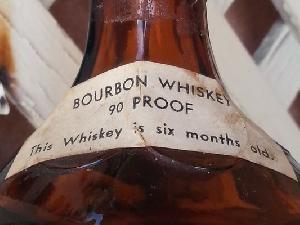 BOURBON WHISKEY
90 PROOF
This Whiskey is six months old.